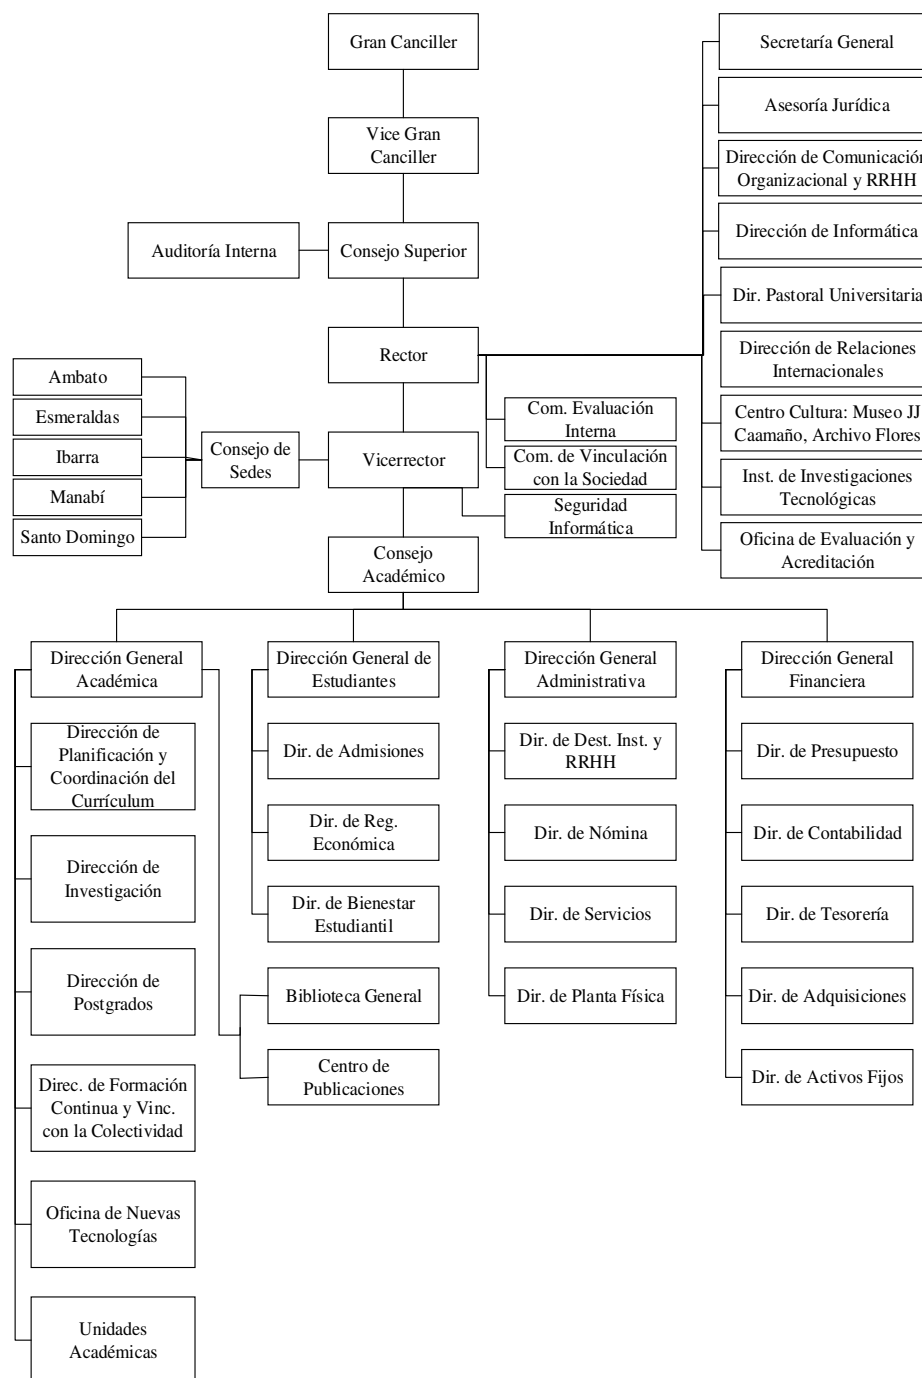 Gran Canciller
Secretaría General
Asesoría Jurídica
Vice Gran
Canciller
Dirección de Comunicación
Organizacional y RRHH
Auditoría Interna
Consejo Superior
Dirección de Informática
Dir. Pastoral Universitaria
Rector
Dirección de Relaciones
Internacionales
Ambato
Esmeraldas
Ibarra
Manabí
Santo Domingo
Consejo de
Sedes
Vicerrector
Com. Evaluación
Interna
Com. de Vinculación
con la Sociedad
Seguridad
Informática
Centro Cultura: Museo JJ
Caamaño, Archivo Flores
Inst. de Investigaciones
Tecnológicas
Oficina de Evaluación y
Acreditación
Consejo
Académico
Dirección General
Académica
Dirección de
Planificación y
Coordinación del
Currículum
Dirección de
Investigación
Dirección de
Postgrados
Direc. de Formación
Continua y Vinc.
con la Colectividad
Oficina de Nuevas
Tecnologías
Unidades
Académicas
Dirección General de
Estudiantes
Dir. de Admisiones
Dir. de Reg.
Económica
Dir. de Bienestar
Estudiantil
Biblioteca General
Centro de
Publicaciones
Dirección General
Administrativa
Dir. de Dest. Inst. y
RRHH
Dir. de Nómina
Dir. de Servicios
Dir. de Planta Física
Dirección General
Financiera
Dir. de Presupuesto
Dir. de Contabilidad
Dir. de Tesorería
Dir. de Adquisiciones
Dir. de Activos Fijos